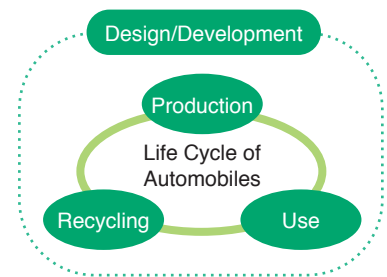 Design/Development
Production
Life Cycle of
Automobiles
Recycling
Use